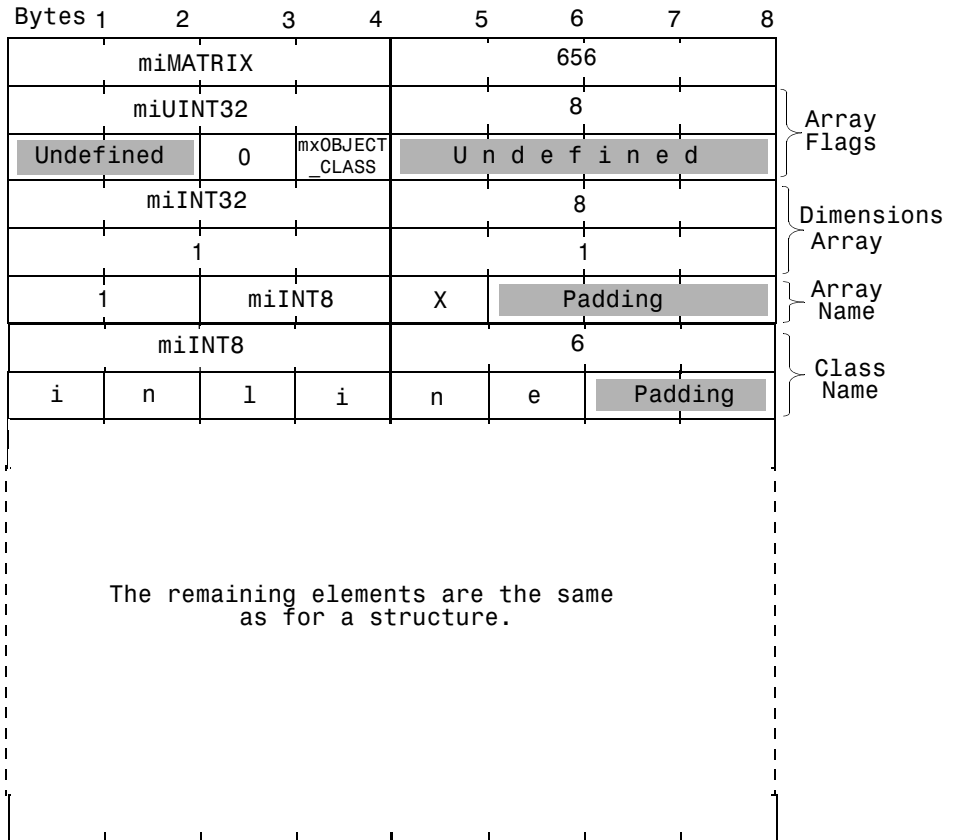 Bytes 1 2 3 4 5 6 7 8
miMATRIX 656
miUINT32 8
Array
Flags
Undefined 0 mxOBJECT
_CLASS
Undefined
miINT32 8
Dimensions
Array
1 1
1 miINT8 X Padding
Array
Name
miINT8 6
Class
Name
i n l i n e Padding
The remaining elements are the same
as for a structure.